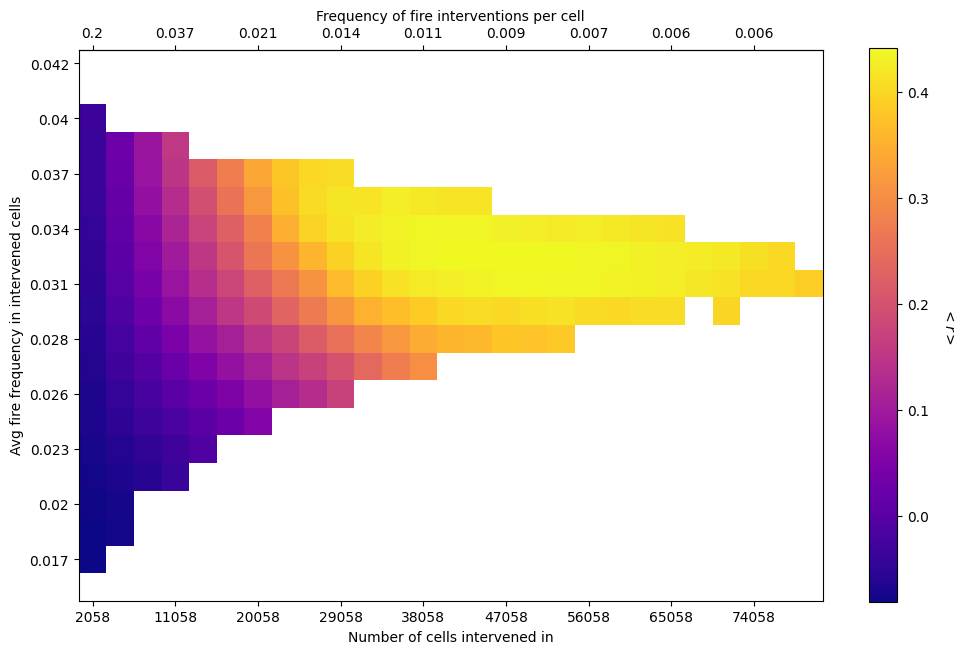 Frequency of fire interventions per cell
0.2 0.037 0.021 0.014 0.011 0.009 0.007 0.006 0.006
Avg fire frequency in intervened cells
0.042
0.04
0.037
0.034
0.031
0.028
0.026
0.023
0.02
0.017
2058 11058 20058 29058 38058 47058 56058 65058 74058
Number of cells intervened in
0.4
0.3
0.2
0.1
0.0
< r >